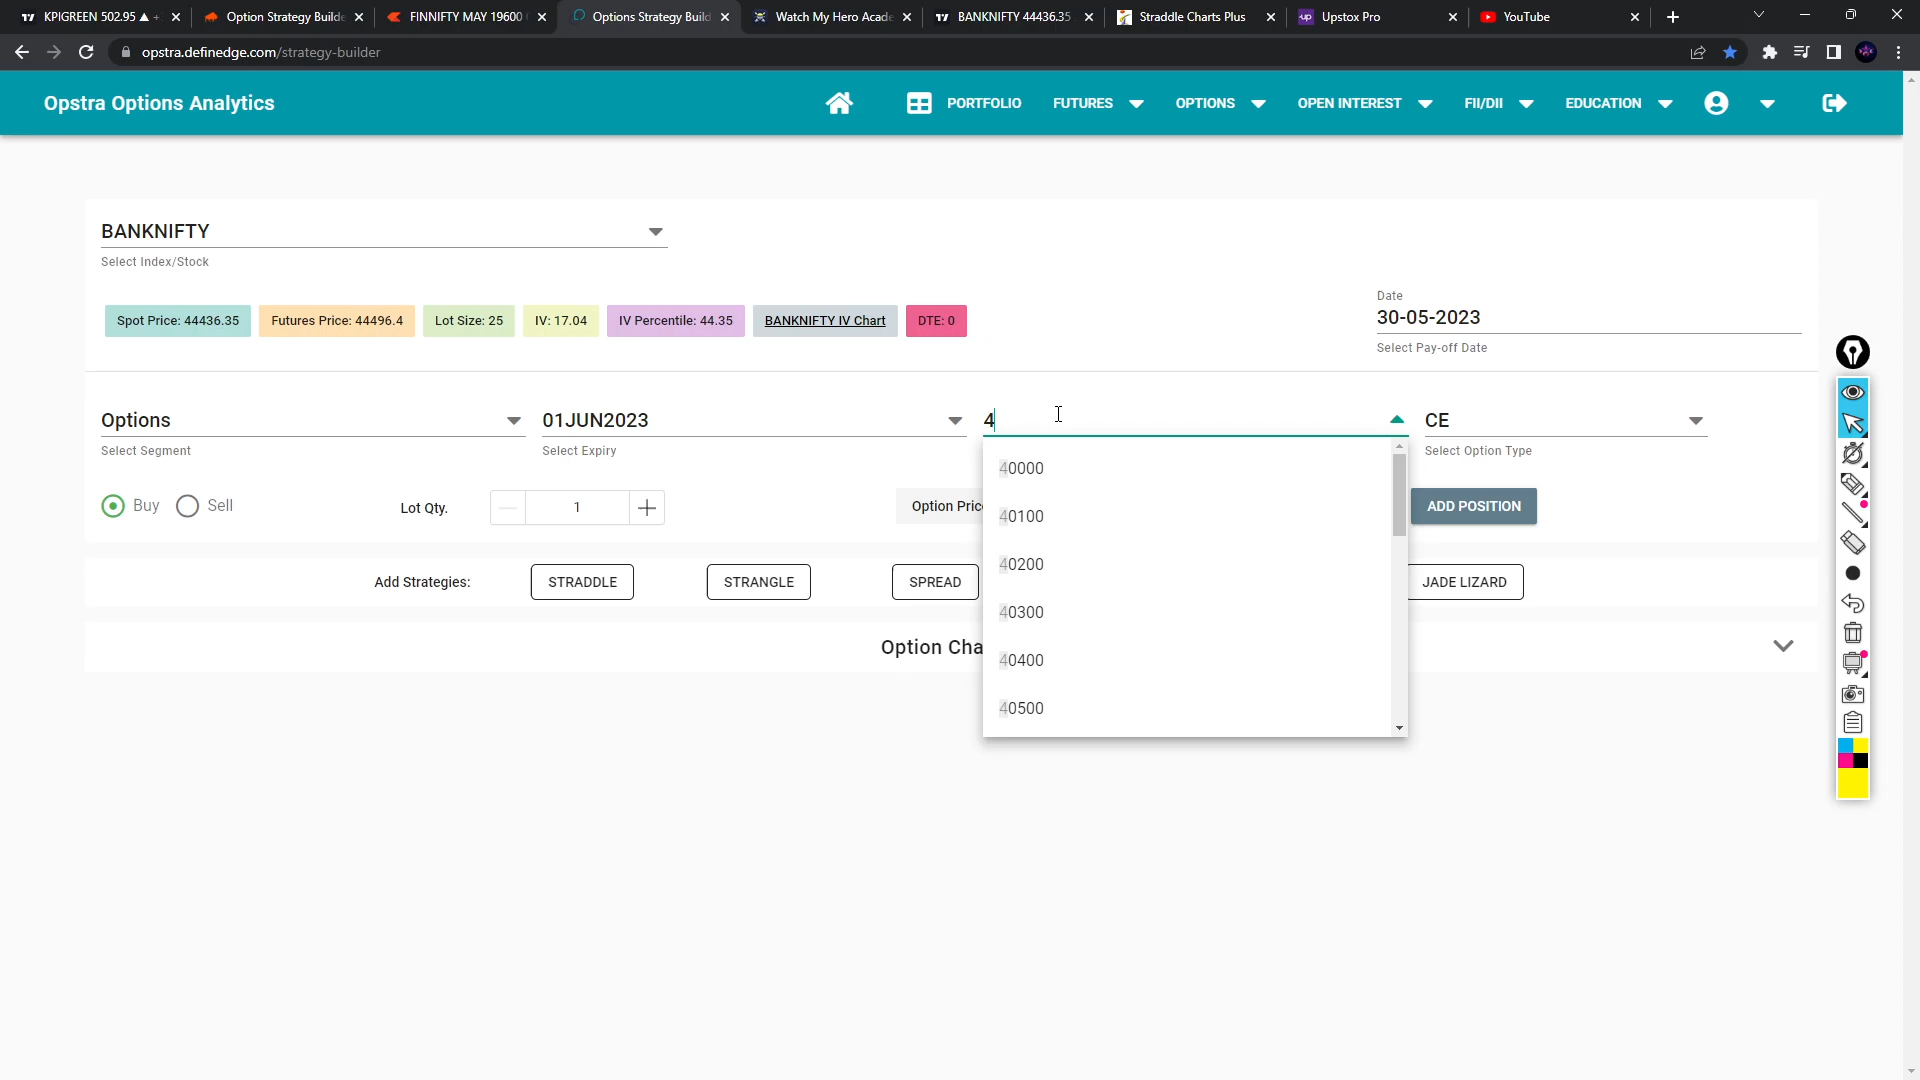 KPIGREEN 502.95 ▲ +
Option Strategy Builde
FINNIFTY MAY 19600
Options Strategy Build
Watch My Hero Acade
BANKNIFTY 44436.35
Straddle Charts Plus
Upstox Pro
YouTube
opstra.definedge.com/strategy-builder
Opstra Options Analytics
PORTFOLIO
FUTURES
OPTIONS
OPEN INTEREST
FII/DII
EDUCATION
BANKNIFTY
Select Index/Stock
Spot Price: 44436.35
Futures Price: 44496.4
Lot Size: 25
IV: 17.04
IV Percentile: 44.35
BANKNIFTY IV Chart
DTE: 0
Date
30-05-2023
Select Pay-off Date
Options
Select Segment
01JUN2023
Select Expiry
4
CE
Select Option Type
Buy
Sell
Lot Qty.
1
Option Pric
ADD POSITION
Add Strategies:
STRADDLE
STRANGLE
SPREAD
JADE LIZARD
Option Cha
40000
40100
40200
40300
40400
40500